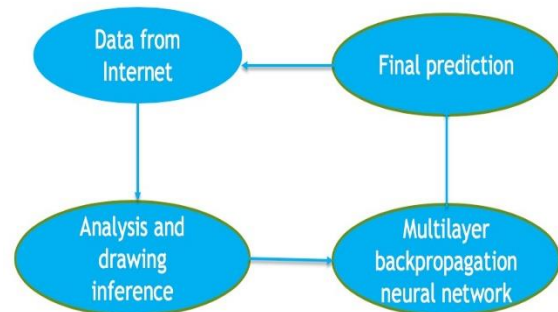 Data from
Internet
Final prediction
Analysis and
drawing
inference
Multilayer
backpropagation
neural network